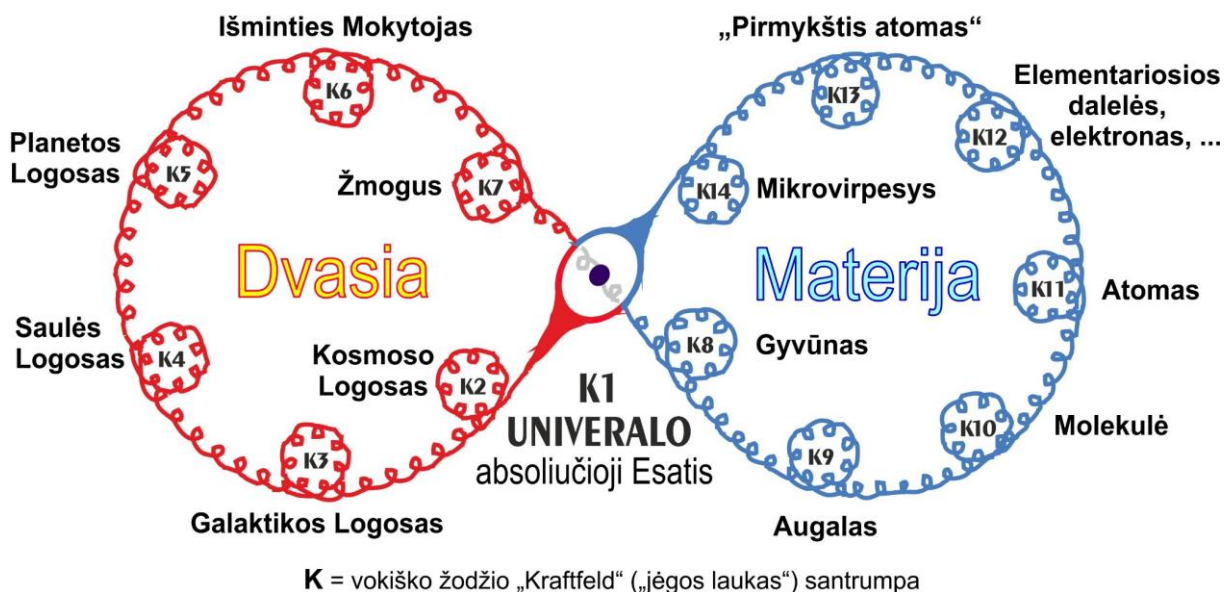 Išminties Mokytojas
K6
Planetos
Logosas
K5
Žmogus
K7
Dvasia
Saulės
Logosas
K4
Kosmoso
Logosas
K2
K3
Galaktikos Logosas
„Pirmykštis atomas“
K13
Elementariosios
dalelės,
elektronas, ...
K12
K14
Mikrovirpesys
Materija
K11
Atomas
K8
Gyvūnas
K10
Molekulė
K9
Augalas
K1
UNIVERALO
absoliučioji Esatis
K = vokiško žodžio „Kraftfeld“ („jėgos laukas“) santrumpa